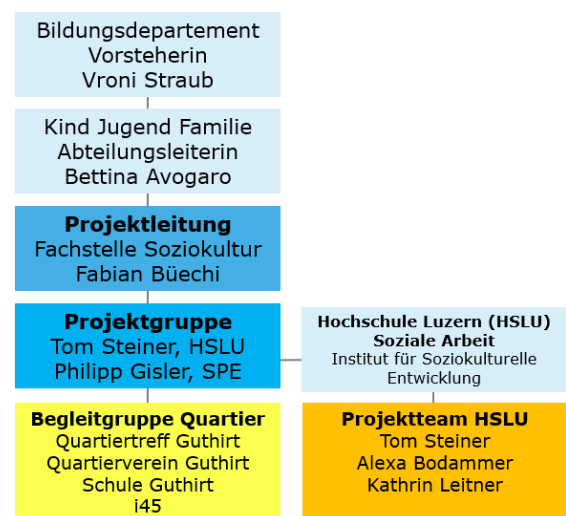 Bildungsdepartement
Vorsteherin
Vroni Straub
Kind Jugend Familie
Abteilungsleiterin
Bettina Avogaro
Projektleitung
Fachstelle Soziokultur
Fabian Büechi
Projektgruppe
Tom Steiner, HSLU
Philipp Gisler, SPE
Hochschule Luzern (HSLU)
Soziale Arbeit
Institut für Soziokulturelle
Entwicklung
Begleitgruppe Quartier
Quartiertreff Guthirt
Quartierverein Guthirt
Schule Guthirt
i45
Projektteam HSLU
Tom Steiner
Alexa Bodammer
Kathrin Leitner